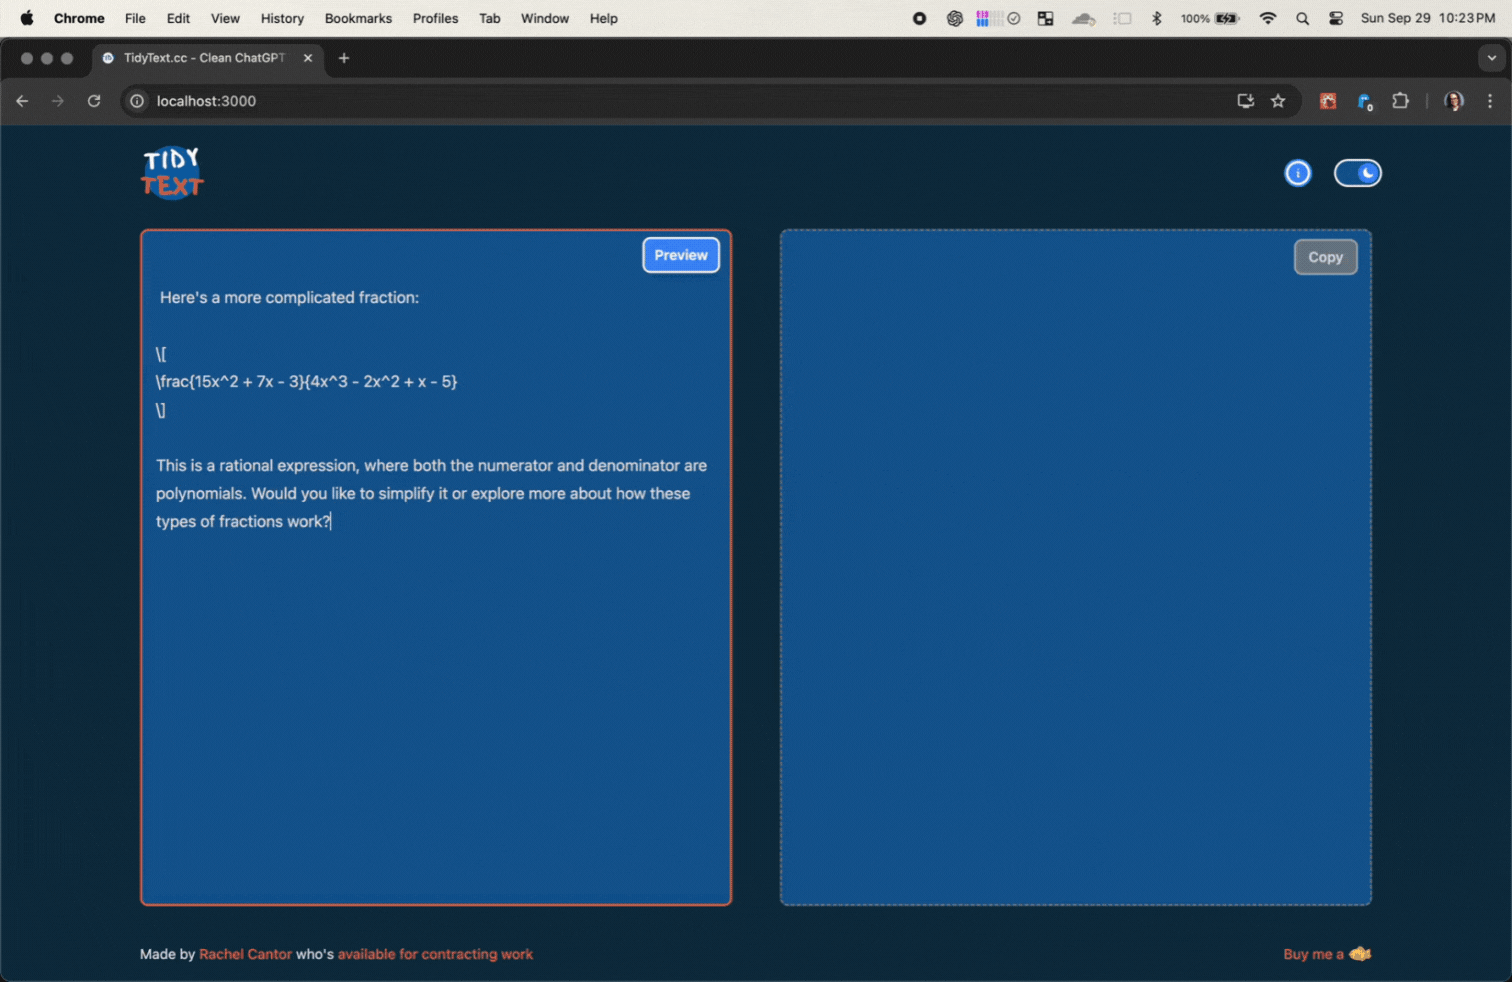 Chrome File Edit View History Bookmarks Profiles Tab Window Help 100% Sun Sep 29 10:23 PM
TidyText.cc - Clean ChatGPT
localhost:3000
TIDY
TEXT
Preview
Copy
Here's a more complicated fraction:
\[
\frac{15x^2 + 7x - 3}{4x^3 - 2x^2 + x - 5}
\]
This is a rational expression, where both the numerator and denominator are
polynomials. Would you like to simplify it or explore more about how these
types of fractions work?
Made by Rachel Cantor who's available for contracting work
Buy me a